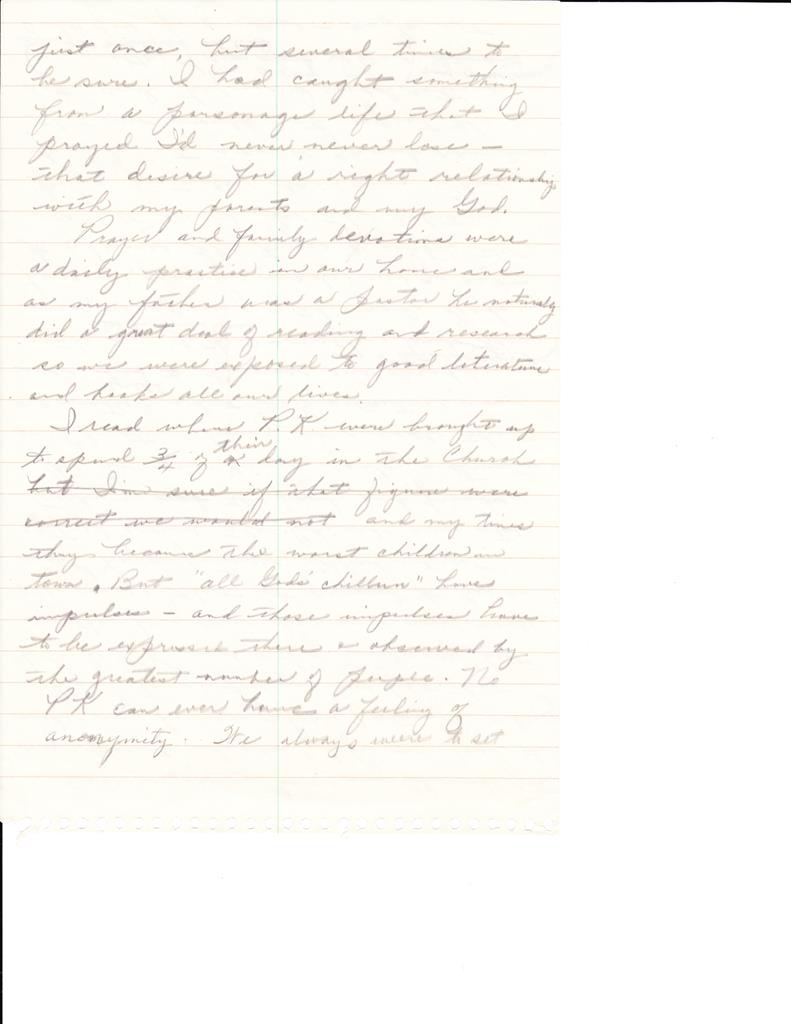 just once, but several times to
be sure. I had caught something
from a parsonage life that I
prayed I'd never never lose –
that desire for a right relationship
with my parents and my God.
Prayer and family devotions were
a daily practice in our home and
as my father was a pastor he naturally
did a great deal of reading and research
so we were exposed to good literature
and books all our lives.
I read where P.K. were brought up
to spend 3/4 of their day in the Church
but I'm sure if that figure were
correct we would not and my times
they became the worst children in
town. But "all God's chillun" have
impulses – and those impulses have
to be expressed there & observed by
the greatest number of people. No
PK can ever have a feeling of
anonymity. We always were to set